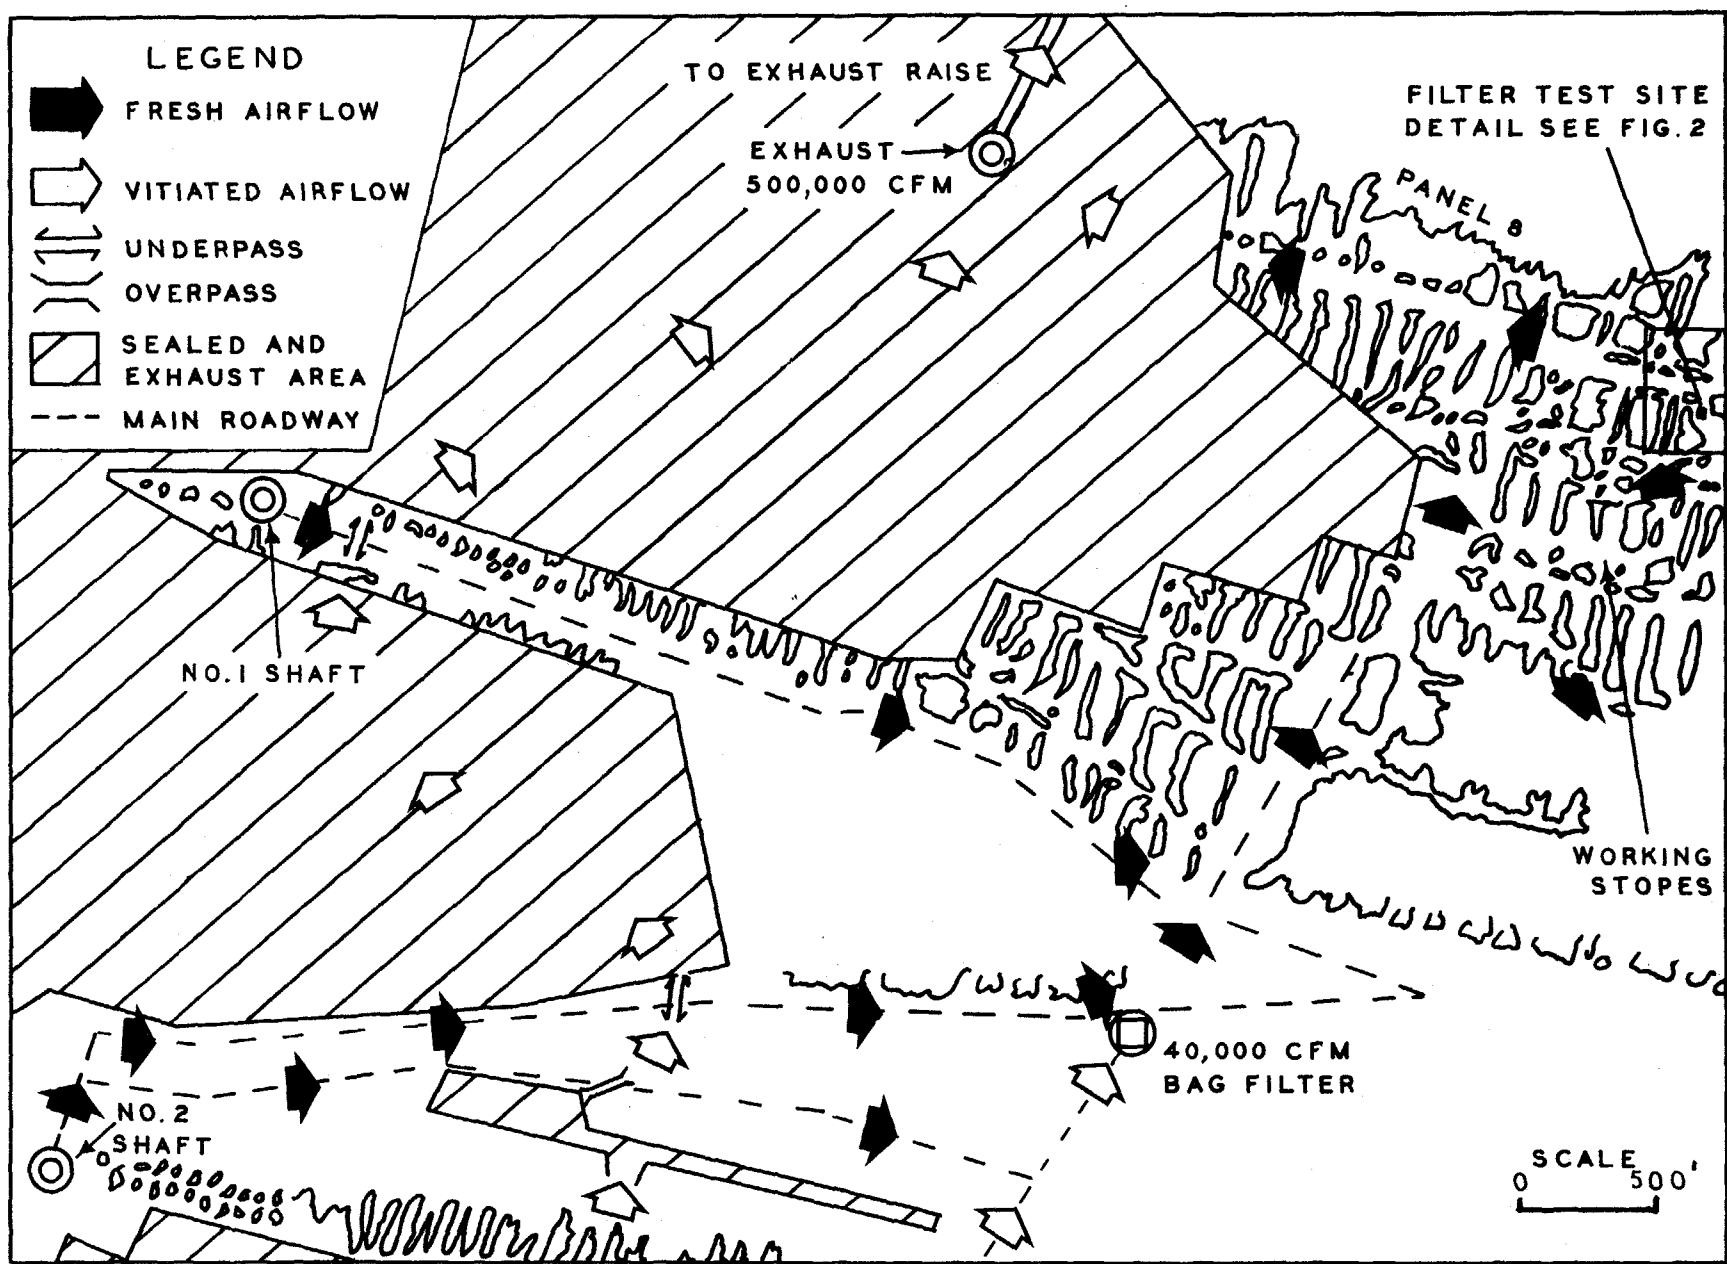 LEGEND
FRESH AIRFLOW
VITIATED AIRFLOW
UNDERPASS
OVERPASS
SEALED AND
EXHAUST AREA
MAIN ROADWAY
TO EXHAUST RAISE
EXHAUST
500,000 CFM
FILTER TEST SITE
DETAIL SEE FIG.2
PANEL 8
NO.1 SHAFT
WORKING
STOPES
40,000 CFM
BAG FILTER
NO.2
SHAFT
SCALE
0 500'